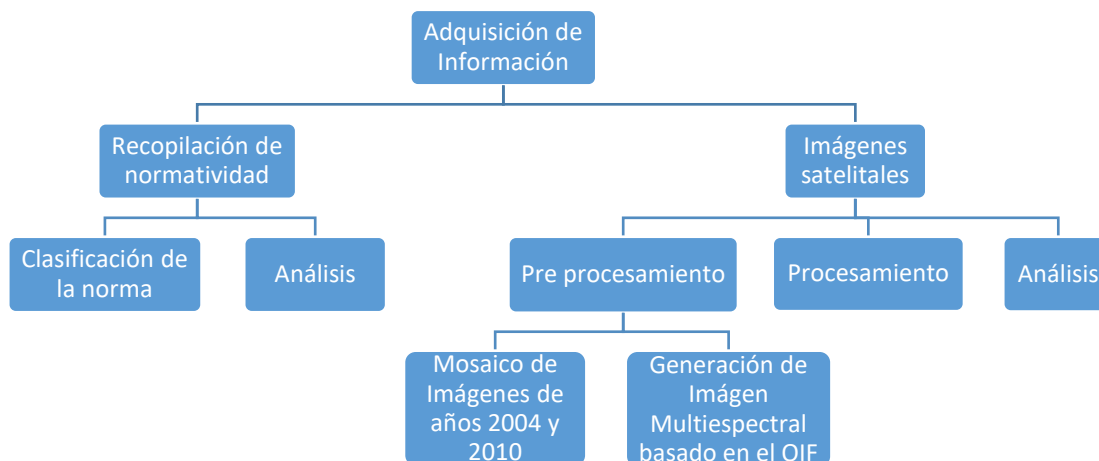 Adquisición de
Información
Recopilación de
normatividad
Imágenes
satelitales
Clasificación de
la norma
Análisis
Pre procesamiento
Procesamiento
Análisis
Mosaico de
Imágenes de
años 2004 y
2010
Generación de
Imágen
Multiespectral
basado en el OIF